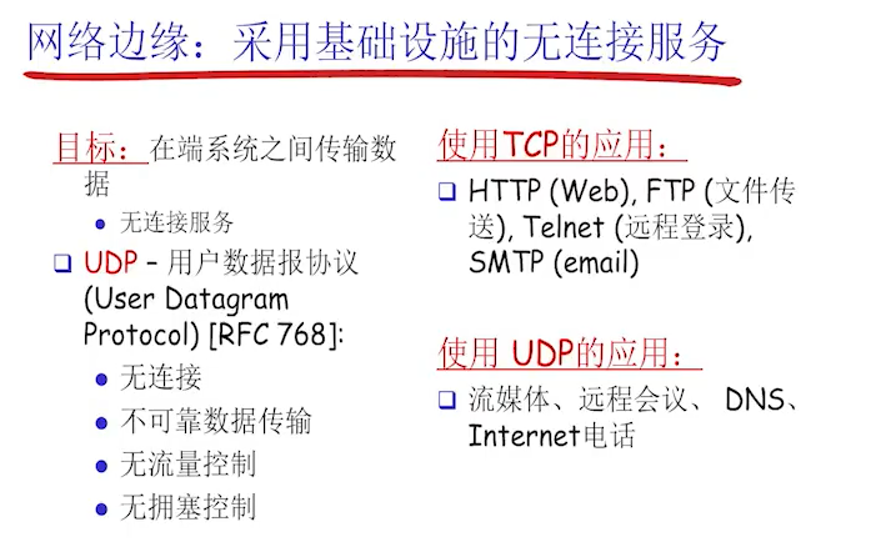 网络边缘：采用基础设施的无连接服务
目标：在端系统之间传输数
据
无连接服务
UDP – 用户数据报协议
(User Datagram
Protocol) [RFC 768]:
无连接
不可靠数据传输
无流量控制
无拥塞控制
使用TCP的应用：
HTTP (Web), FTP (文件传
送), Telnet (远程登录),
SMTP (email)
使用 UDP的应用：
流媒体、远程会议、 DNS、
Internet电话